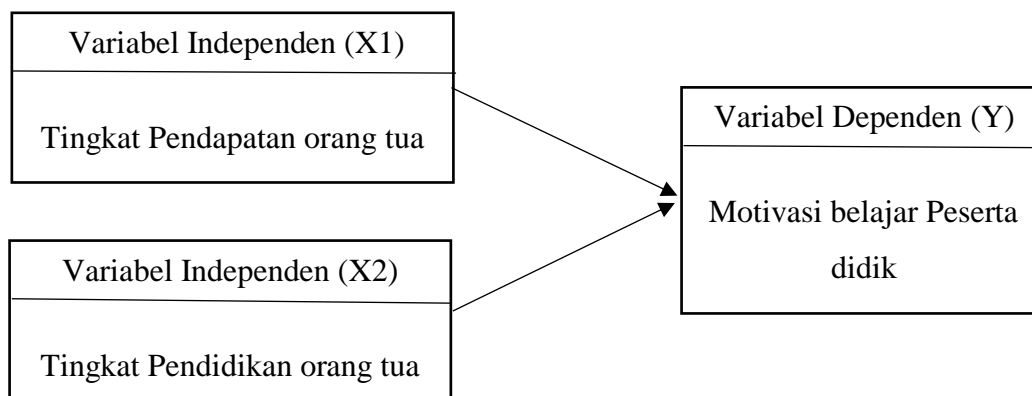 Variabel Independen (X1)
Tingkat Pendapatan orang tua
Variabel Independen (X2)
Tingkat Pendidikan orang tua
Variabel Dependen (Y)
Motivasi belajar Peserta
didik